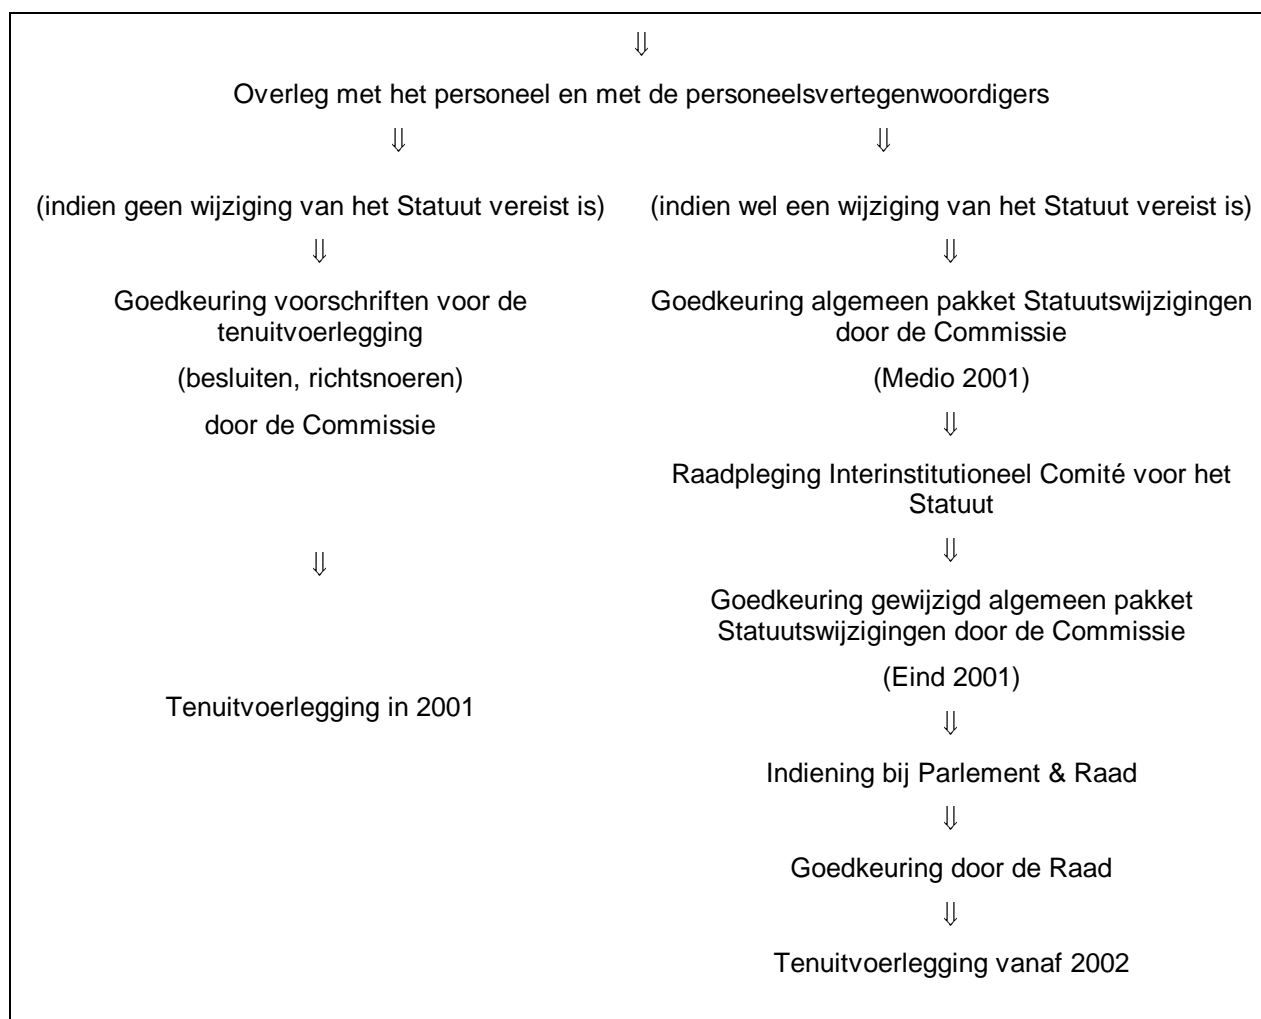 ⇓
Overleg met het personeel en met de personeelsvertegenwoordigers
⇓ ⇓
(indien geen wijziging van het Statuut vereist is)
⇓
Goedkeuring voorschriften voor de
tenuitvoerlegging
(besluiten, richtsnoeren)
door de Commissie
⇓
Tenuitvoerlegging in 2001
(indien wel een wijziging van het Statuut vereist is)
⇓
Goedkeuring algemeen pakket Statuutswijzigingen
door de Commissie
(Medio 2001)
⇓
Raadpleging Interinstitutioneel Comité voor het
Statuut
⇓
Goedkeuring gewijzigd algemeen pakket
Statuutswijzigingen door de Commissie
(Eind 2001)
⇓
Indiening bij Parlement & Raad
⇓
Goedkeuring door de Raad
⇓
Tenuitvoerlegging vanaf 2002